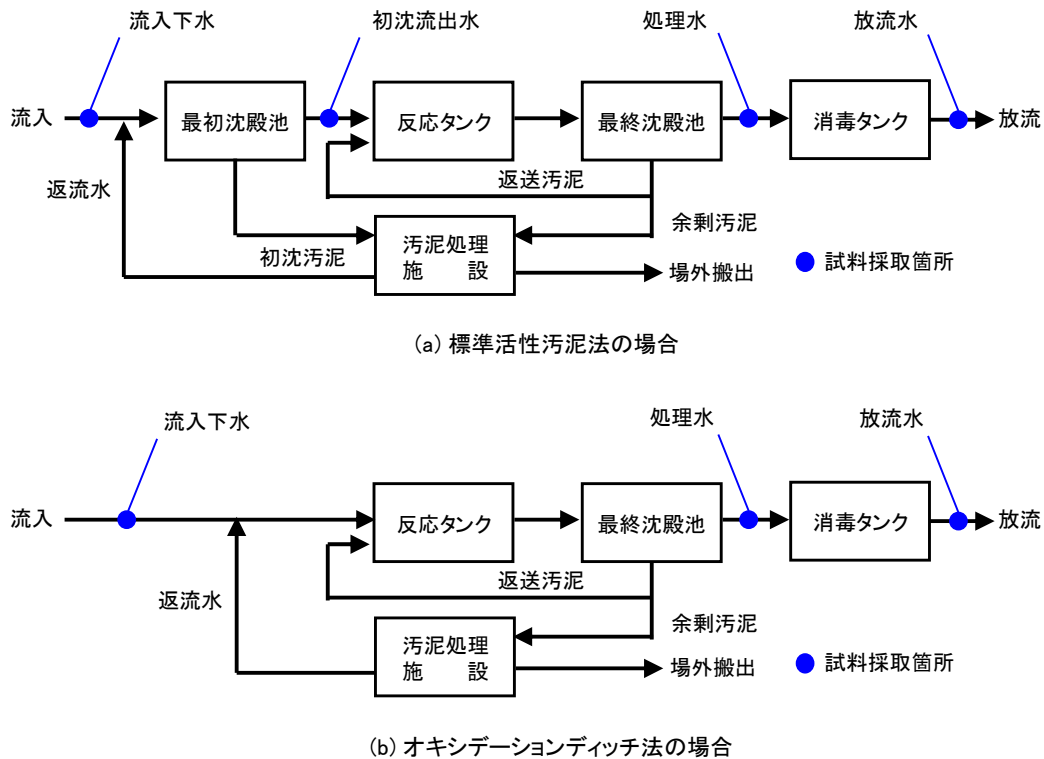 流入下水
初沈流出水
処理水
放流水
流入
最初沈殿池
反応タンク
最終沈殿池
消毒タンク
放流
返送汚泥
返流水
余剰汚泥
初沈汚泥
汚泥処理
施　設
場外搬出
試料採取箇所
(a) 標準活性汚泥法の場合
流入下水
処理水
放流水
流入
反応タンク
最終沈殿池
消毒タンク
放流
返送汚泥
返流水
余剰汚泥
汚泥処理
施　設
場外搬出
試料採取箇所
(b) オキシデーションディッチ法の場合